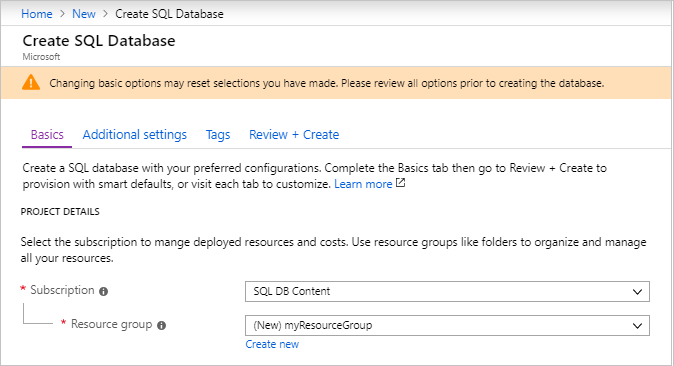 Home > New > Create SQL Database
Create SQL Database
Microsoft
Changing basic options may reset selections you have made. Please review all options prior to creating the database.
Basics Additional settings Tags Review + Create
Create a SQL database with your preferred configurations. Complete the Basics tab then go to Review + Create to
provision with smart defaults, or visit each tab to customize. Learn more
PROJECT DETAILS
Select the subscription to mange deployed resources and costs. Use resource groups like folders to organize and manage
all your resources.
* Subscription SQL DB Content
* Resource group (New) myResourceGroup
Create new